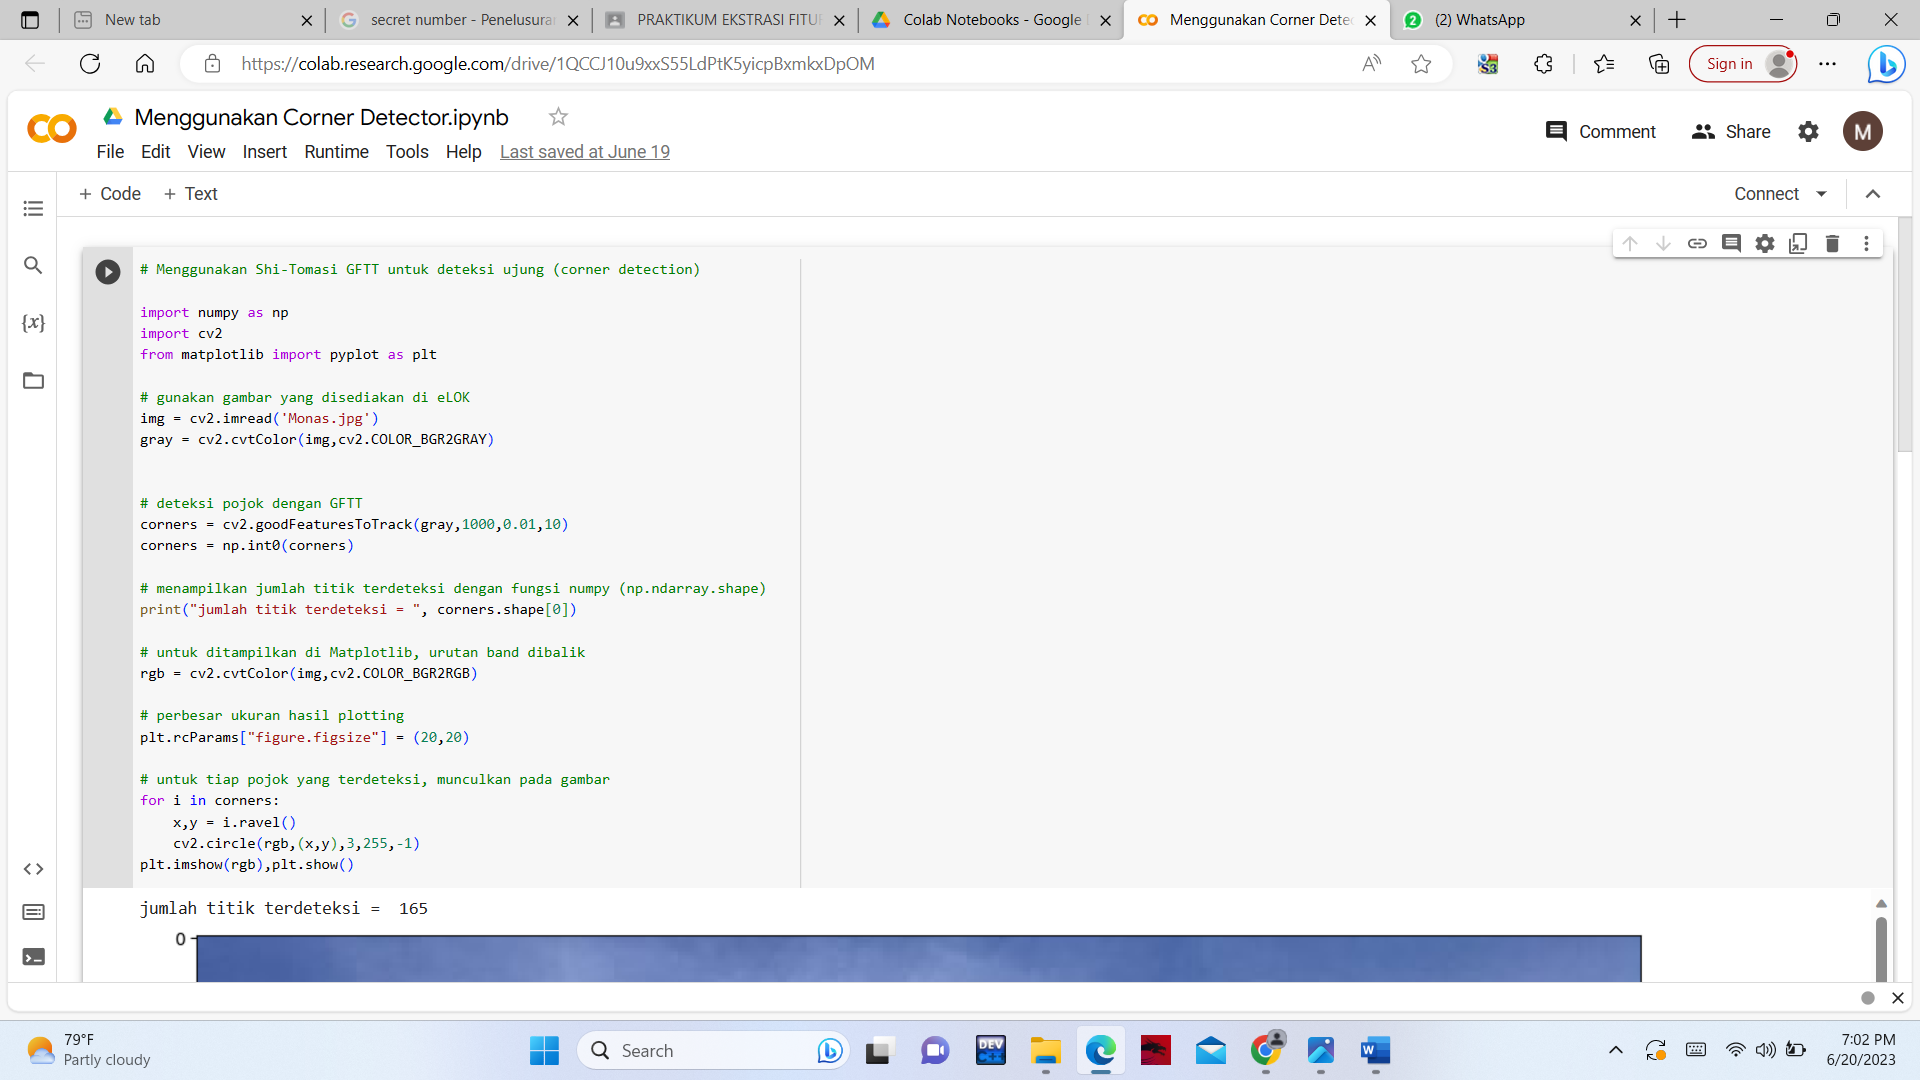 New tab
secret number - Penelusuran
PRAKTIKUM EKSTRASI FITUR
Colab Notebooks - Google
Menggunakan Corner Detec
2
(2) WhatsApp
https://colab.research.google.com/drive/1QCCJ10u9xxS55LdPtK5yicpBxmkxDpOM
Sign in
Menggunakan Corner Detector.ipynb
File Edit View Insert Runtime Tools Help Last saved at June 19
Comment
Share
M
+ Code + Text
Connect
{x}
# Menggunakan Shi-Tomasi GFTT untuk deteksi ujung (corner detection)
import numpy as np
import cv2
from matplotlib import pyplot as plt
# gunakan gambar yang disediakan di eLOK
img = cv2.imread('Monas.jpg')
gray = cv2.cvtColor(img,cv2.COLOR_BGR2GRAY)
# deteksi pojok dengan GFTT
corners = cv2.goodFeaturesToTrack(gray,1000,0.01,10)
corners = np.int0(corners)
# menampilkan jumlah titik terdeteksi dengan fungsi numpy (np.ndarray.shape)
print("jumlah titik terdeteksi = ", corners.shape[0])
# untuk ditampilkan di Matplotlib, urutan band dibalik
rgb = cv2.cvtColor(img,cv2.COLOR_BGR2RGB)
# perbesar ukuran hasil plotting
plt.rcParams["figure.figsize"] = (20,20)
# untuk tiap pojok yang terdeteksi, munculkan pada gambar
for i in corners:
    x,y = i.ravel()
    cv2.circle(rgb,(x,y),3,255,-1)
plt.imshow(rgb),plt.show()
jumlah titik terdeteksi =  165
0
79°F
Partly cloudy
Search
DEV
C++
W
7:02 PM
6/20/2023